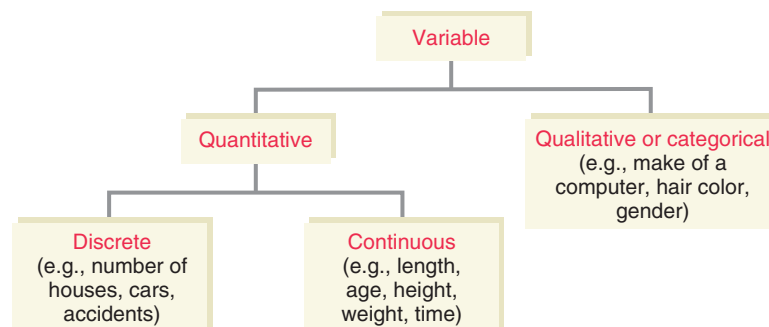 Variable
Quantitative
Qualitative or categorical
(e.g., make of a
computer, hair color,
gender)
Discrete
(e.g., number of
houses, cars,
accidents)
Continuous
(e.g., length,
age, height,
weight, time)